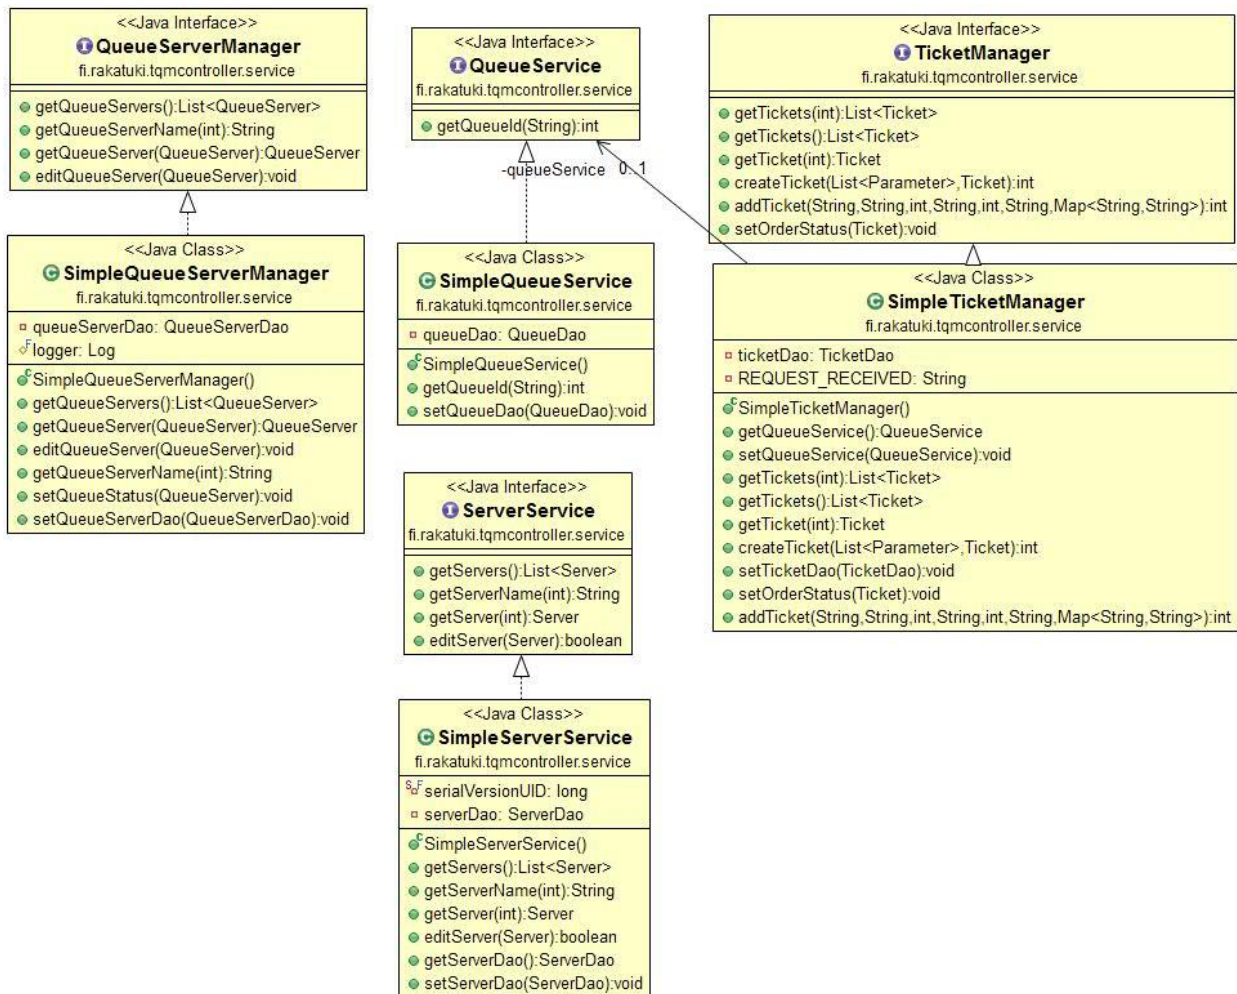 <<Java Interface>>
QueueServerManager
fi.rakatuki.tqmcontroller.service
getQueueServers():List<QueueServer>
getQueueServerName(int):String
getQueueServer(QueueServer):QueueServer
editQueueServer(QueueServer):void
<<Java Class>>
SimpleQueueServerManager
fi.rakatuki.tqmcontroller.service
queueServerDao: QueueServerDao
logger: Log
SimpleQueueServerManager()
getQueueServers():List<QueueServer>
getQueueServer(QueueServer):QueueServer
editQueueServer(QueueServer):void
getQueueServerName(int):String
setQueueStatus(QueueServer):void
setQueueServerDao(QueueServerDao):void
<<Java Interface>>
QueueService
fi.rakatuki.tqmcontroller.service
getQueueId(String):int
-queueService 0..1
<<Java Class>>
SimpleQueueService
fi.rakatuki.tqmcontroller.service
queueDao: QueueDao
SimpleQueueService()
getQueueId(String):int
setQueueDao(QueueDao):void
<<Java Interface>>
ServerService
fi.rakatuki.tqmcontroller.service
getServers():List<Server>
getServerName(int):String
getServer(int):Server
editServer(Server):boolean
<<Java Class>>
SimpleServerService
fi.rakatuki.tqmcontroller.service
serialVersionUID: long
serverDao: ServerDao
SimpleServerService()
getServers():List<Server>
getServerName(int):String
getServer(int):Server
editServer(Server):boolean
getServerDao():ServerDao
setServerDao(ServerDao):void
<<Java Interface>>
TicketManager
fi.rakatuki.tqmcontroller.service
getTickets(int):List<Ticket>
getTickets():List<Ticket>
getTicket(int):Ticket
createTicket(List<Parameter>,Ticket):int
addTicket(String,String,int,String,int,String,Map<String,String>):int
setOrderStatus(Ticket):void
<<Java Class>>
SimpleTicketManager
fi.rakatuki.tqmcontroller.service
ticketDao: TicketDao
REQUEST_RECEIVED: String
SimpleTicketManager()
getQueueService():QueueService
setQueueService(QueueService):void
getTickets(int):List<Ticket>
getTickets():List<Ticket>
getTicket(int):Ticket
createTicket(List<Parameter>,Ticket):int
setTicketDao(TicketDao):void
setOrderStatus(Ticket):void
addTicket(String,String,int,String,int,String,Map<String,String>):int